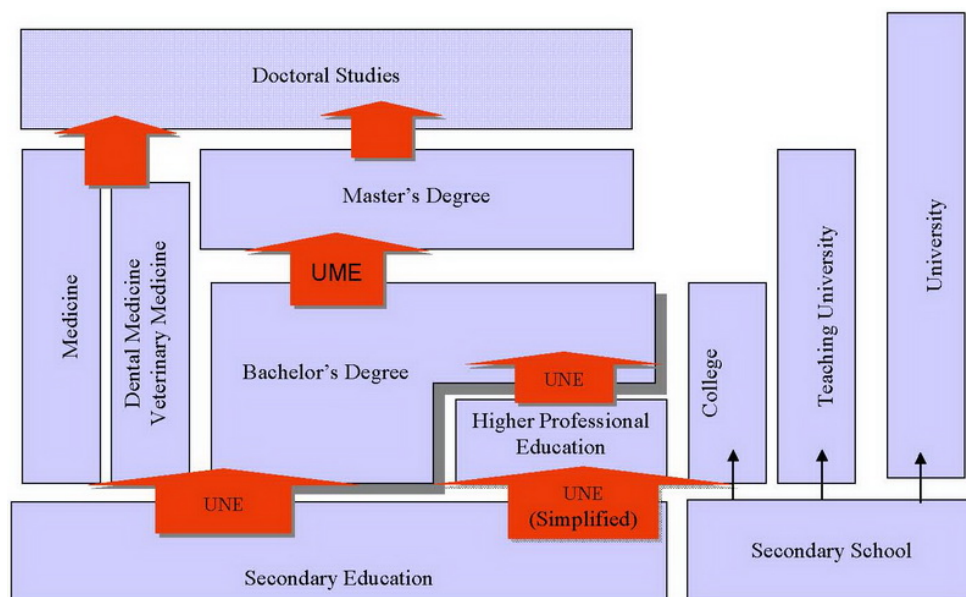 Doctoral Studies
Master's Degree
UME
Medicine
Dental Medicine
Veterinary Medicine
Bachelor's Degree
UNE
Higher Professional
Education
UNE
UNE
(Simplified)
Secondary Education
College
Teaching University
University
Secondary School